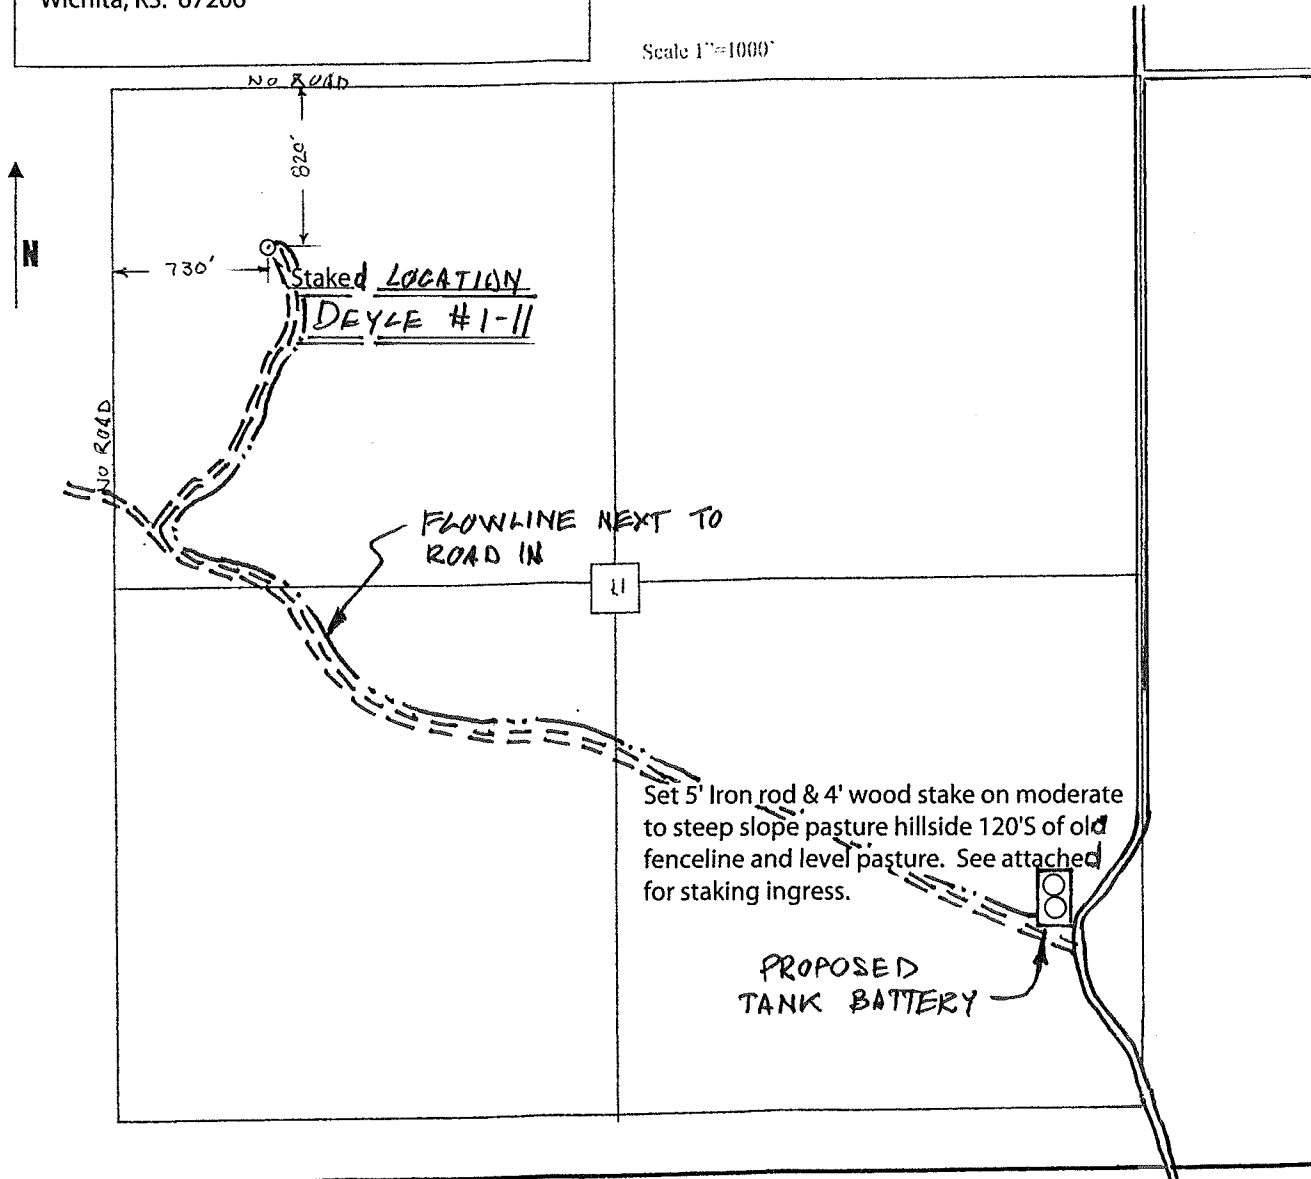 Wichita, KS. 67206
Scale 1"=1000'
NO ROAD
820'
N
730'
Staked LOCATION
DEYLE #1-11
NO ROAD
FLOWLINE NEXT TO
ROAD IN
11
Set 5' Iron rod & 4' wood stake on moderate
to steep slope pasture hillside 120'S of old
fenceline and level pasture. See attached
for staking ingress.
PROPOSED
TANK BATTERY